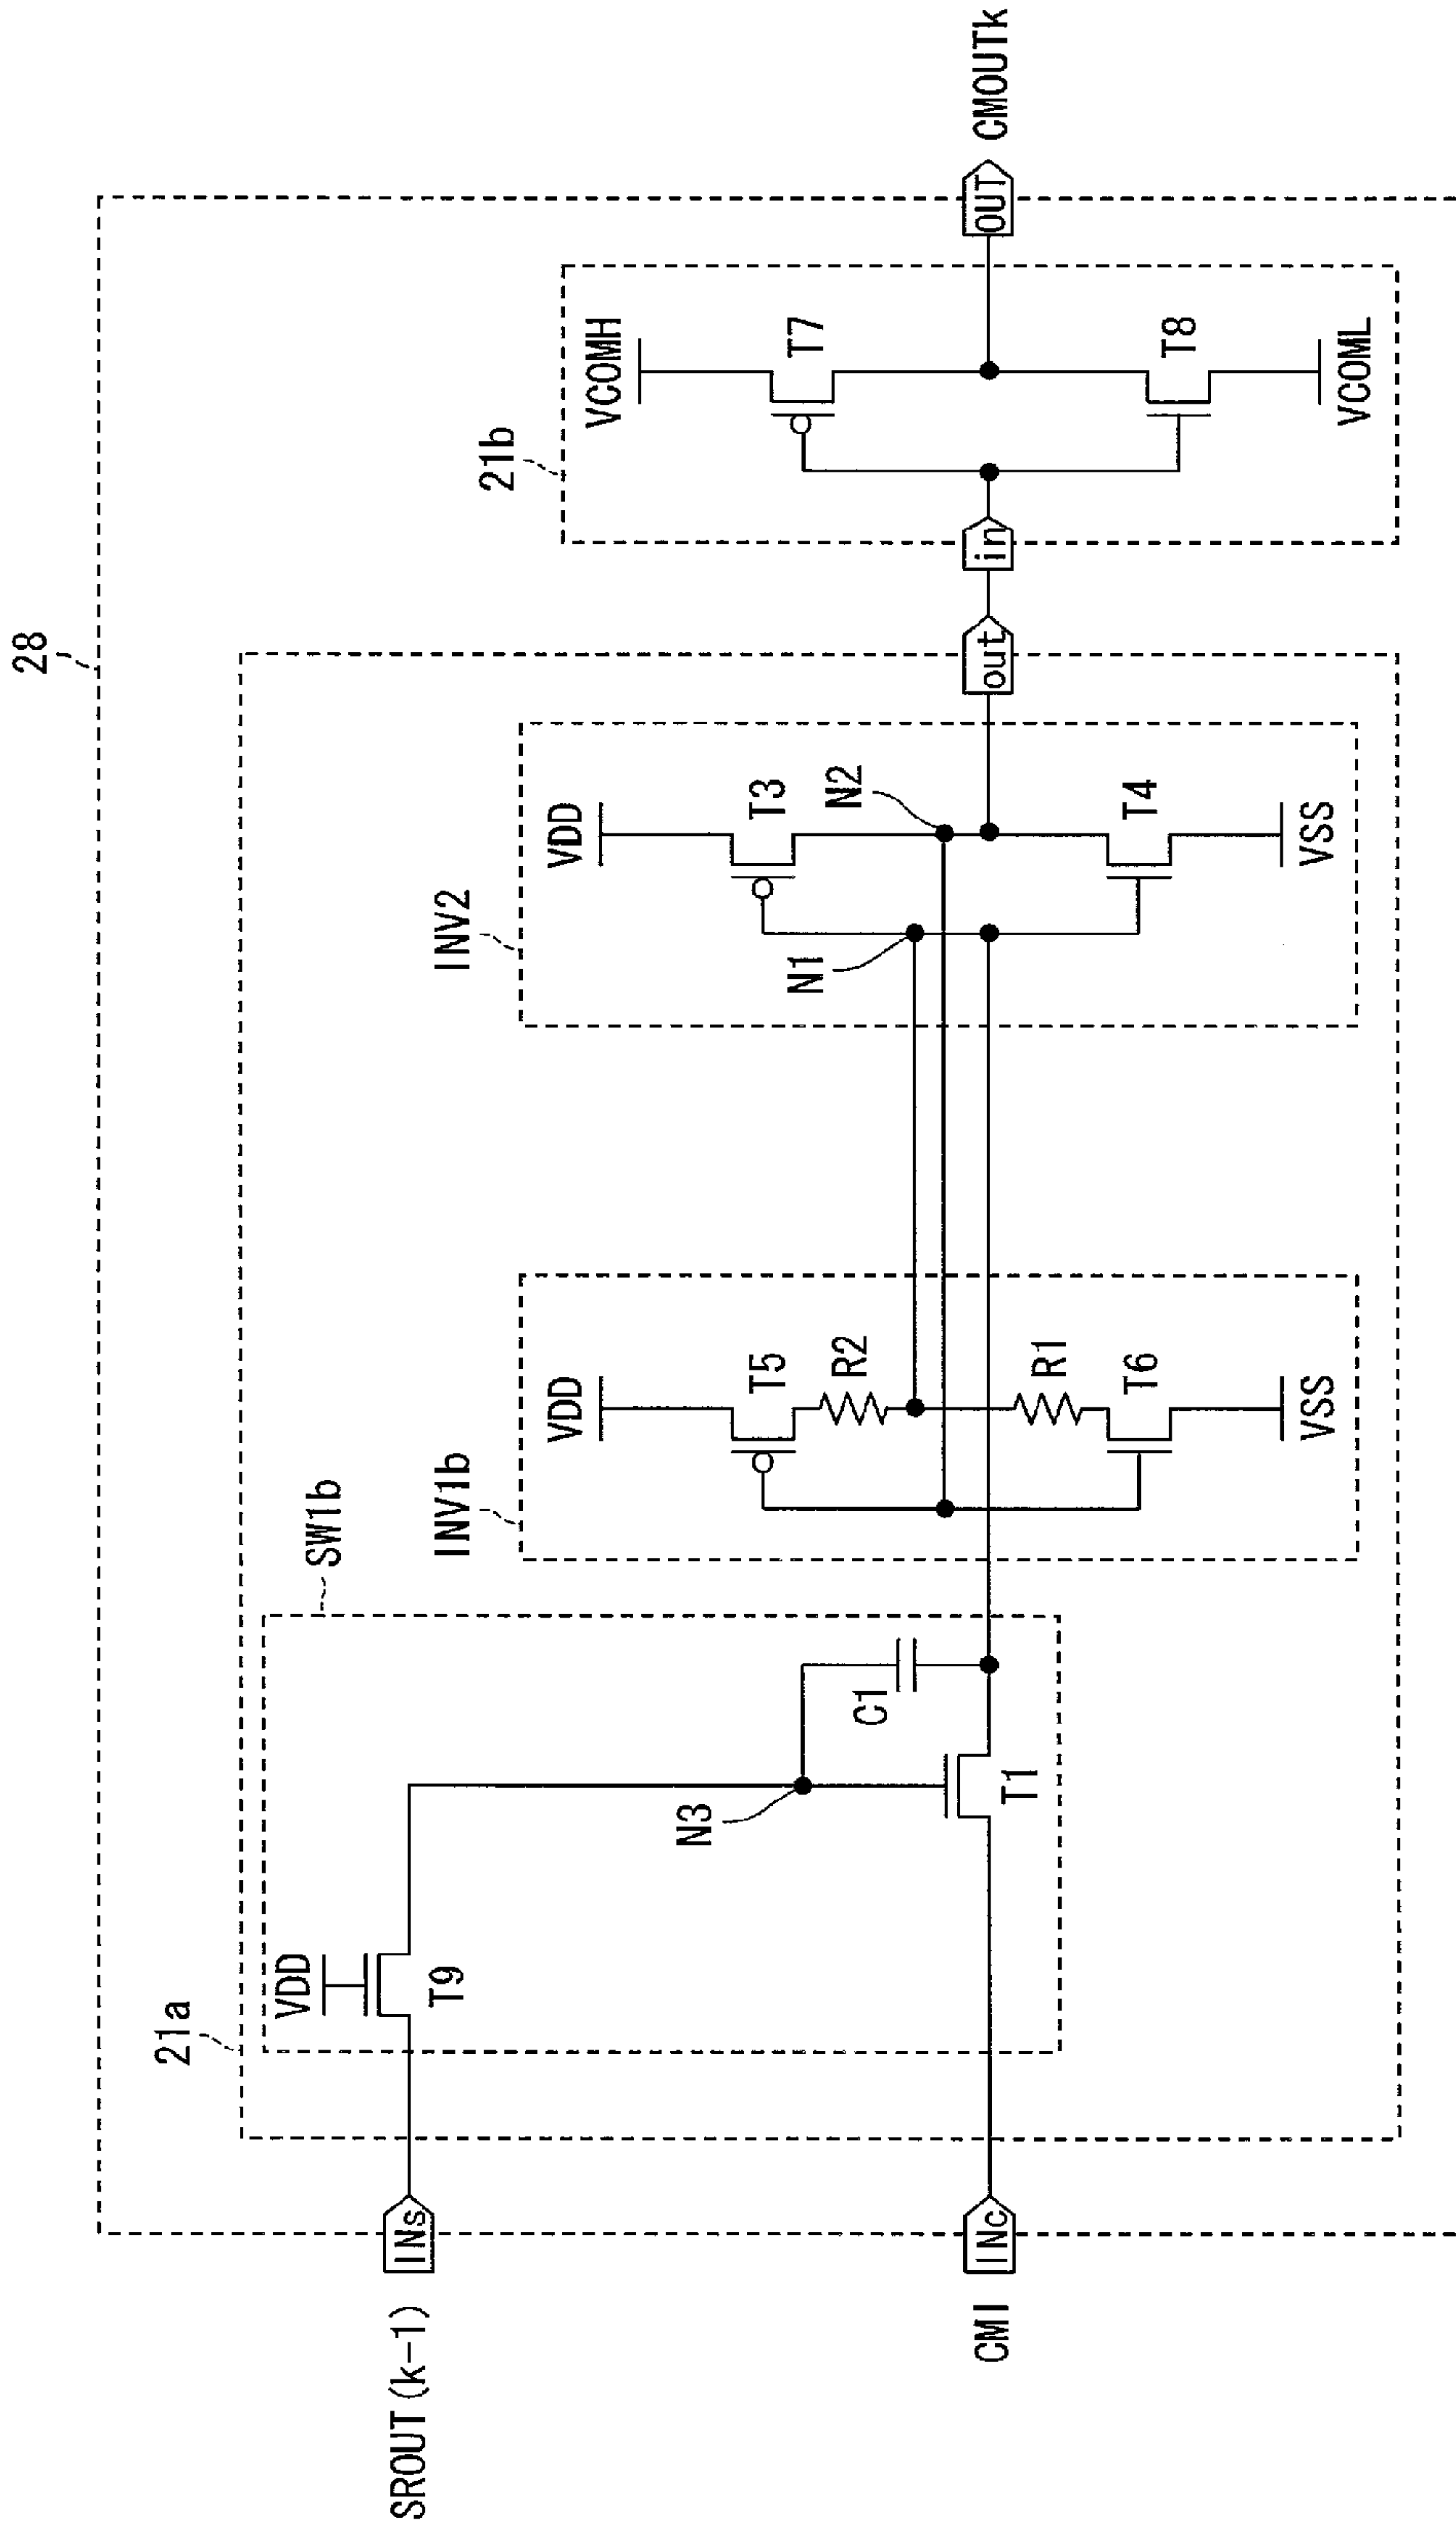 28
21a
SW1b
INV1b
INV2
21b
VDD
T9
N3
C1
T1
VDD
T5
R2
R1
T6
VSS
VDD
T3
N1
N2
T4
VSS
VCOMH
T7
T8
VCOML
SROUT (k-1)
INs
CMI
INc
out
in
OUT
CMOUTk